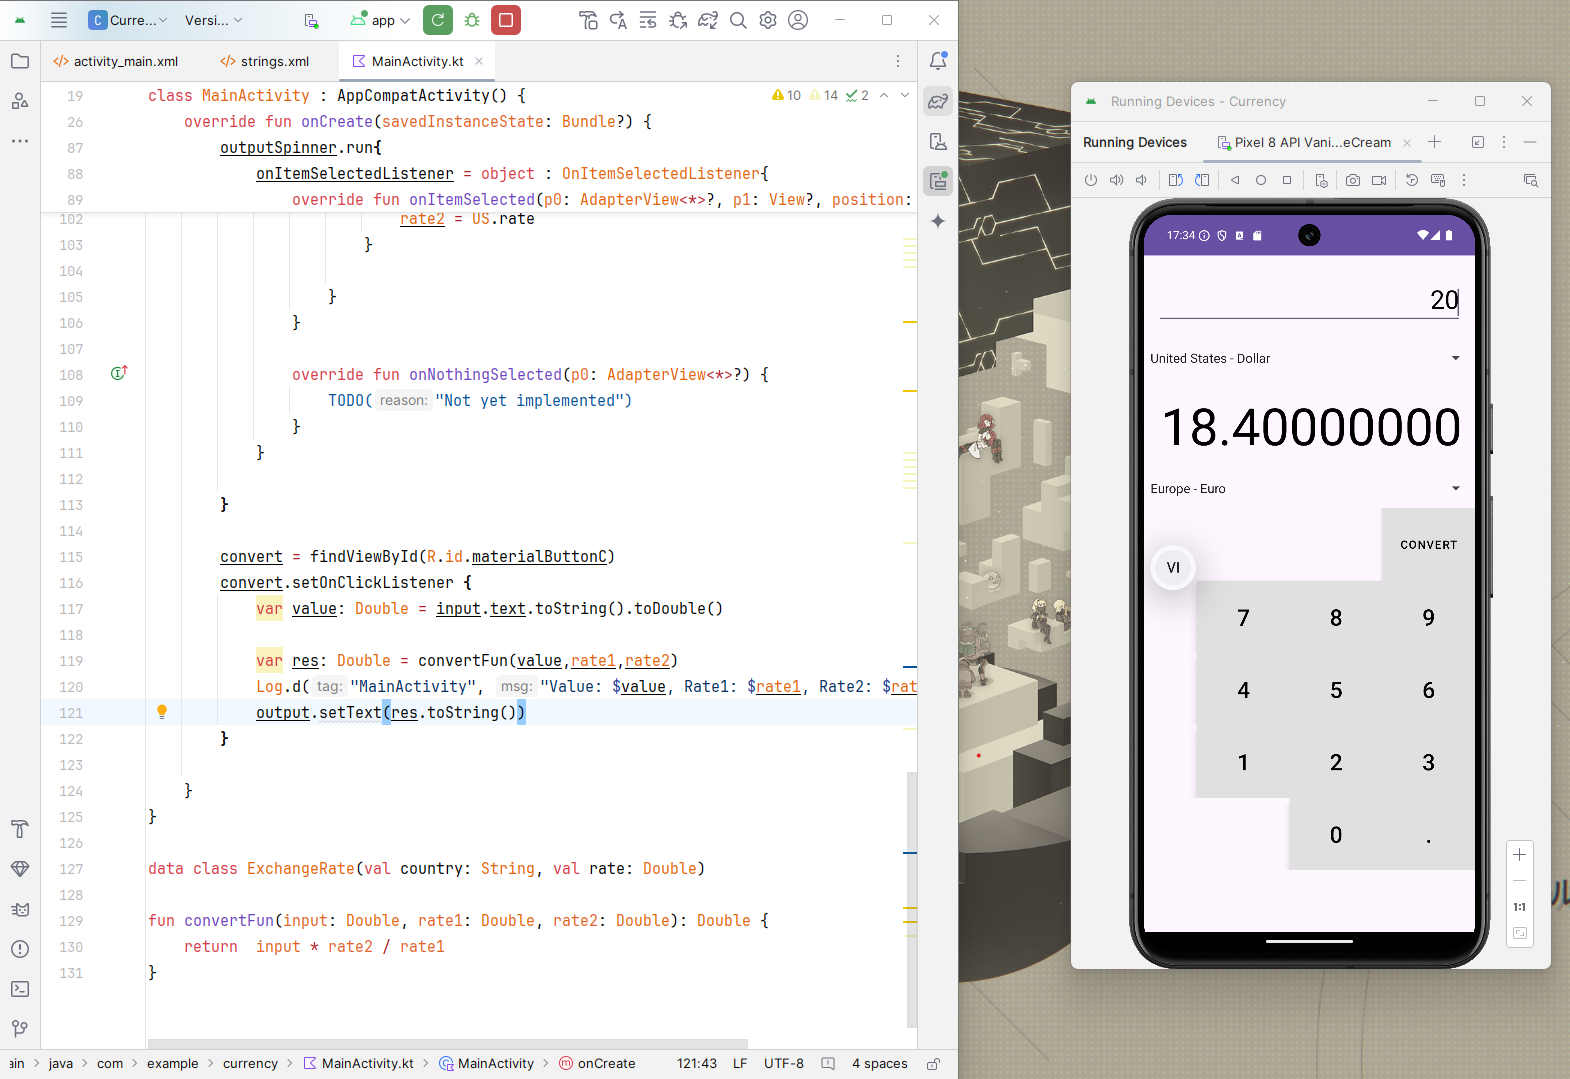 C Curre...
Versi...
app
activity_main.xml
strings.xml
MainActivity.kt
19 class MainActivity : AppCompatActivity() {
10 14 2
26 override fun onCreate(savedInstanceState: Bundle?) {
87 outputSpinner.run{
88 onItemSelectedListener = object : OnItemSelectedListener{
89 override fun onItemSelected(p0: AdapterView<*>?, p1: View?, position:
102 rate2 = US.rate
103 }
104
105 }
106 }
107
108 override fun onNothingSelected(p0: AdapterView<*>?) {
109 TODO( reason: "Not yet implemented")
110 }
111 }
112
113 }
114
115 convert = findViewById(R.id.materialButtonC)
116 convert.setOnClickListener {
117 var value: Double = input.text.toString().toDouble()
118
119 var res: Double = convertFun(value,rate1,rate2)
120 Log.d( tag: "MainActivity", msg: "Value: $value, Rate1: $rate1, Rate2: $rat
121 output.setText(res.toString())
122 }
123
124 }
125 }
126
127 data class ExchangeRate(val country: String, val rate: Double)
128
129 fun convertFun(input: Double, rate1: Double, rate2: Double): Double {
130 return input * rate2 / rate1
131 }
ain > java > com > example > currency > MainActivity.kt > MainActivity > onCreate
121:43 LF UTF-8 4 spaces
Running Devices - Currency
Running Devices
Pixel 8 API Vani...eCream
17:34
20
United States - Dollar
18.40000000
Europe - Euro
CONVERT
VI
7 8 9
4 5 6
1 2 3
0 .
1:1